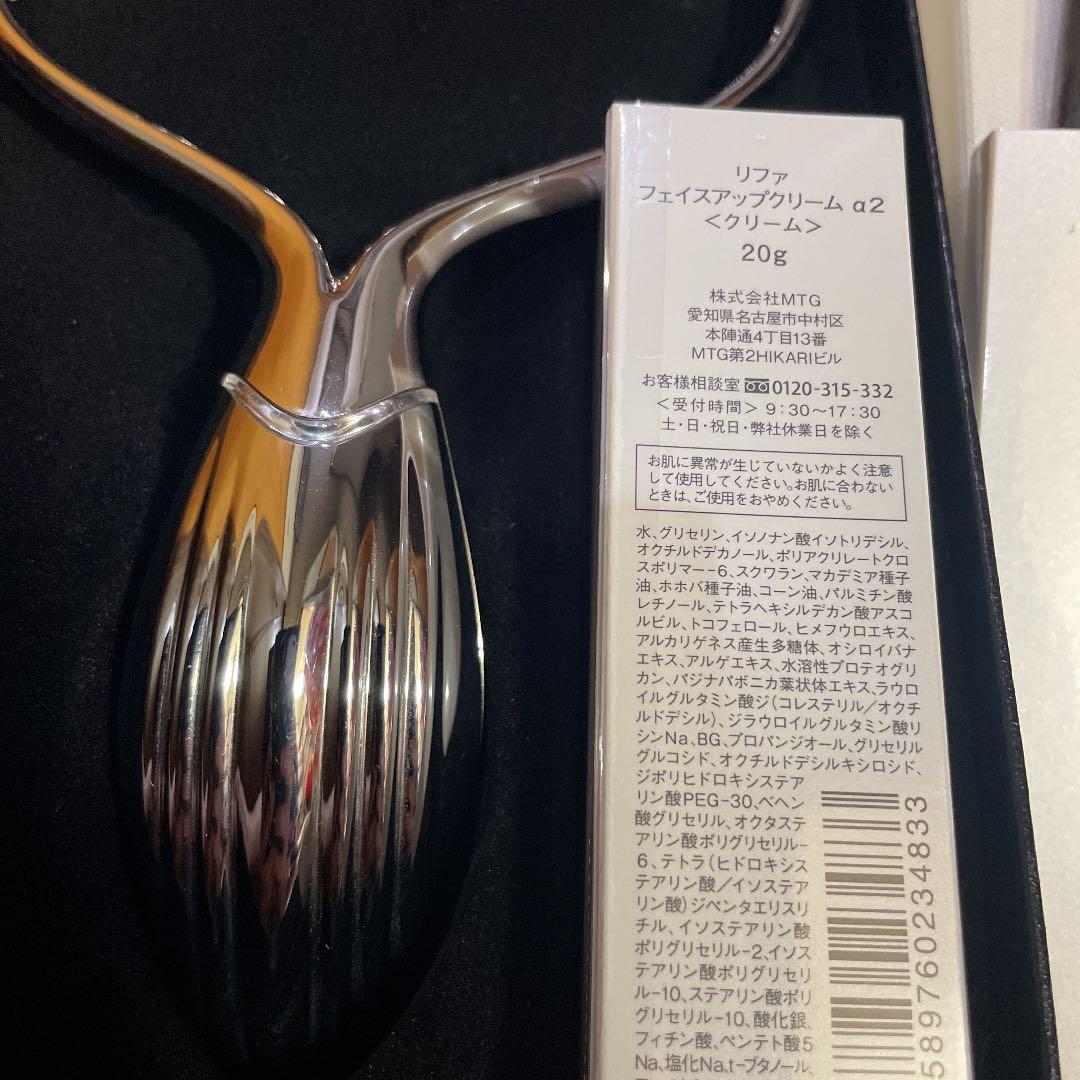 リファ
フェイスアップクリーム α2
<クリーム>
20g
株式会社MTG
愛知県名古屋市中村区
本陣通4丁目13番
MTG第2HIKARIビル
お客様相談室 0120-315-332
<受付時間> 9:30〜17:30
土・日・祝日・弊社休業日を除く
お肌に異常が生じていないかよく注意
して使用してください。お肌に合わない
ときは、ご使用をおやめください。
水、グリセリン、イソノナン酸イソトリデシル、
オクチルドデカノール、ポリアクリレートクロ
スポリマー-6、スクワラン、マカデミア種子
油、ホホバ種子油、コーン油、パルミチン酸
レチノール、テトラヘキシルデカン酸アスコ
ルビル、トコフェロール、ヒメフウロエキス、
アルカリゲネス産生多糖体、オシロイバナ
エキス、アルゲエキス、水溶性プロテオグリ
カン、パジナパボニカ葉状体エキス、ラウロ
イルグルタミン酸ジ(コレステリル/オクチ
ルドデシル)、ジラウロイルグルタミン酸リ
シンNa、BG、プロパンジオール、グリセリル
グルコシド、オクチルドデシルキシロシド、
ジポリヒドロキシステア
リン酸PEG-30、ベヘン
酸グリセリル、オクタステ
アリン酸ポリグリセリル-
6、テトラ(ヒドロキシス
テアリン酸/イソステア
リン酸)ジペンタエリスリ
チル、イソステアリン酸
ポリグリセリル-2、イソス
テアリン酸ポリグリセリ
ル-10、ステアリン酸ポリ
グリセリル-10、酸化銀、
フィチン酸、ペンテト酸5
Na、塩化Na、t-ブタノール、
589760234833